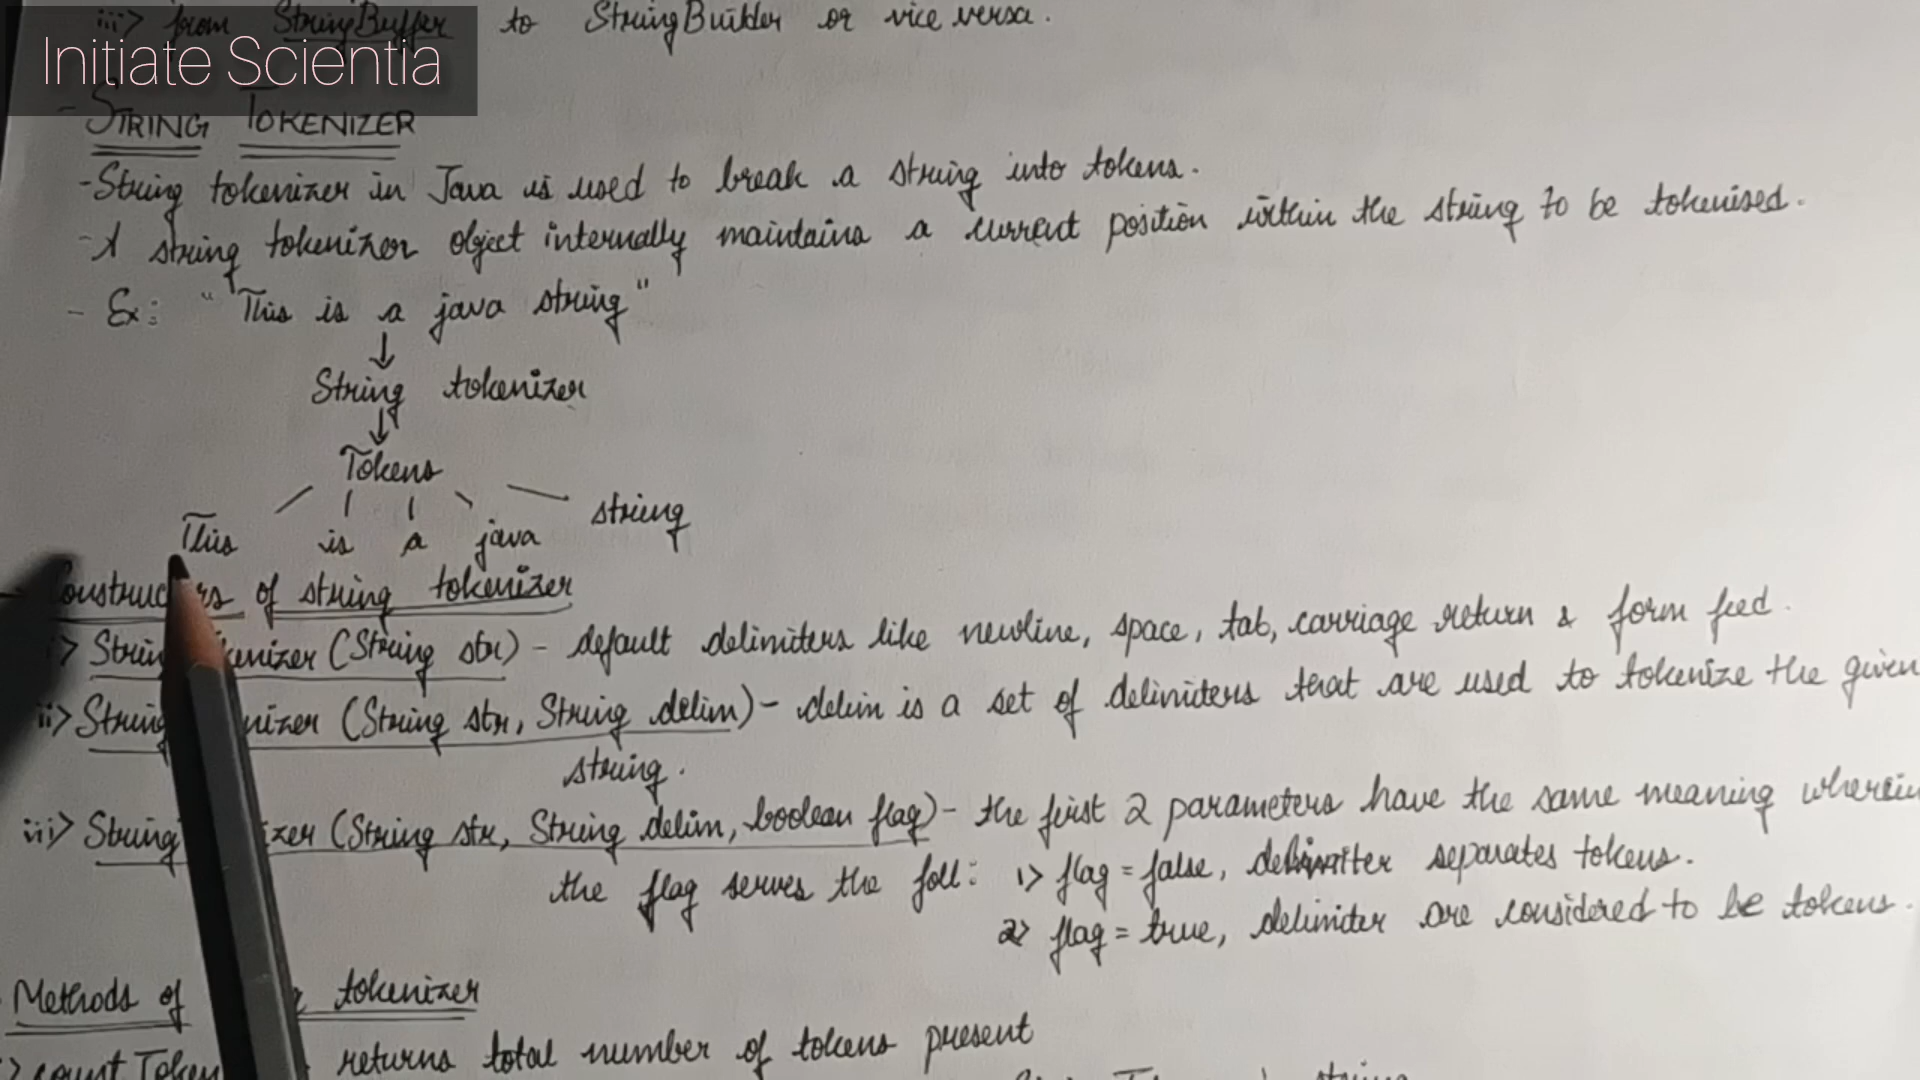 iii> from StringBuffer to StringBuilder or vice versa.
Initiate Scientia
- STRING TOKENIZER
- String tokenizer in Java is used to break a string into tokens.
- A string tokenizer object internally maintains a current position within the string to be tokenised.
- Ex: "This is a java string"
String tokenizer
Tokens
This is a java string
of string tokenizer
i> (String str) - default delimiters like newline, space, tab, carriage return & form feed.
ii> String (String str, String delim) - delim is a set of delimiters that are used to tokenize the given
string.
iii> String (String str, String delim, boolean flag) - the first 2 parameters have the same meaning wherein
the flag serves the foll: 1> flag = false, delimiter separates tokens.
2> flag = true, delimiter are considered to be tokens.
Methods of tokenizer
returns total number of tokens present